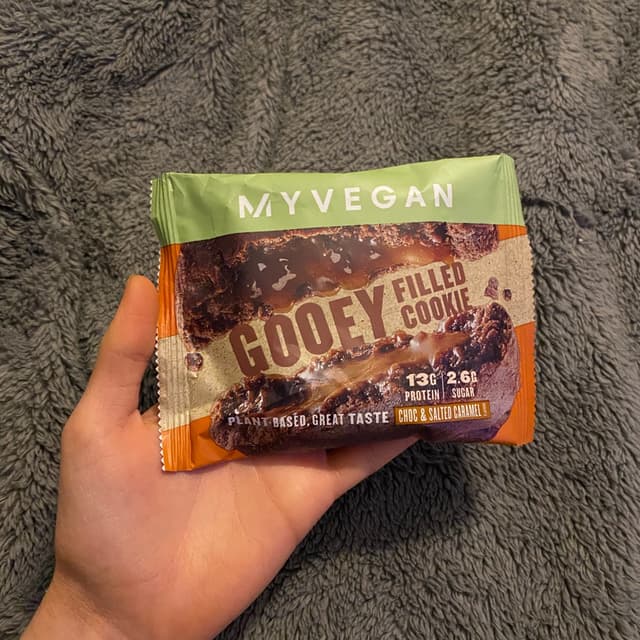 MYVEGAN
GOOEY FILLED
COOKIE
13G PROTEIN
2.6G SUGAR
PLANT-BASED, GREAT TASTE
CHOC & SALTED CARAMEL